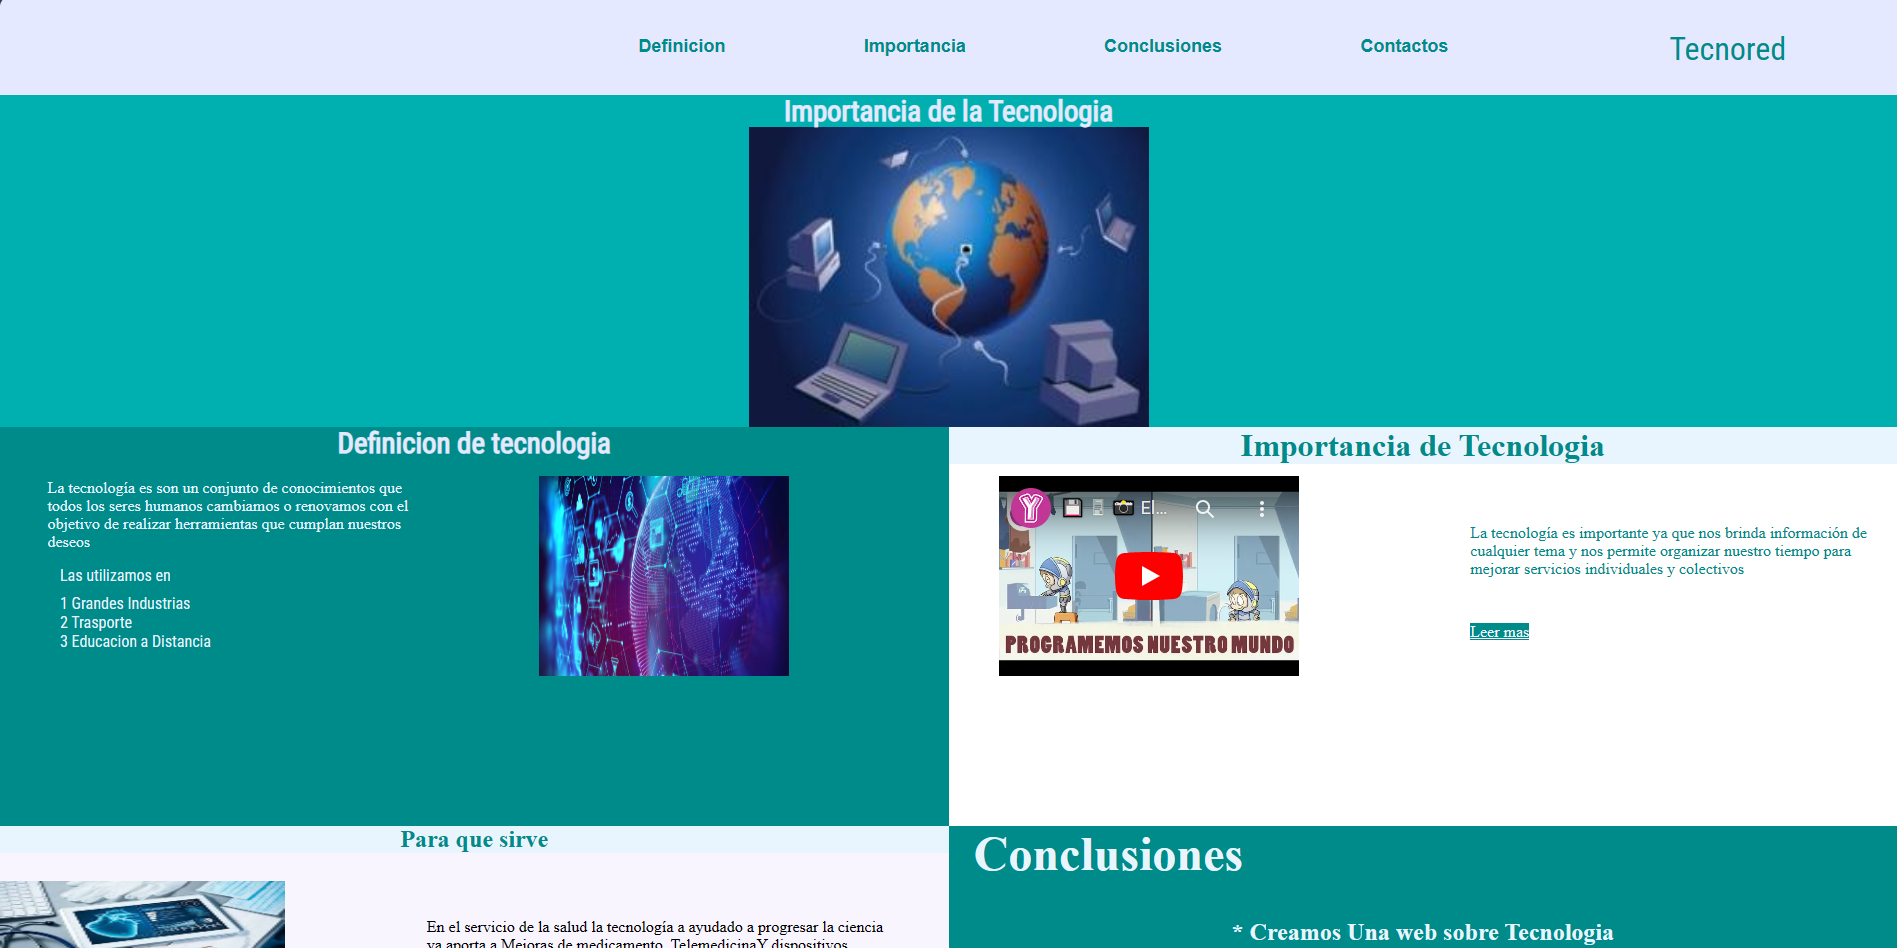 Definicion
Importancia
Conclusiones
Contactos
Tecnored
Importancia de la Tecnologia
Definicion de tecnologia
La tecnología es son un conjunto de conocimientos que
todos los seres humanos cambiamos o renovamos con el
objetivo de realizar herramientas que cumplan nuestros
deseos
Las utilizamos en
1 Grandes Industrias
2 Trasporte
3 Educacion a Distancia
Importancia de Tecnologia
Y
El...
PROGRAMEMOS NUESTRO MUNDO
La tecnología es importante ya que nos brinda información de
cualquier tema y nos permite organizar nuestro tiempo para
mejorar servicios individuales y colectivos
Leer mas
Para que sirve
En el servicio de la salud la tecnología a ayudado a progresar la ciencia
ya aporta a Mejoras de medicamento, TelemedicinaY dispositivos
Conclusiones
* Creamos Una web sobre Tecnologia